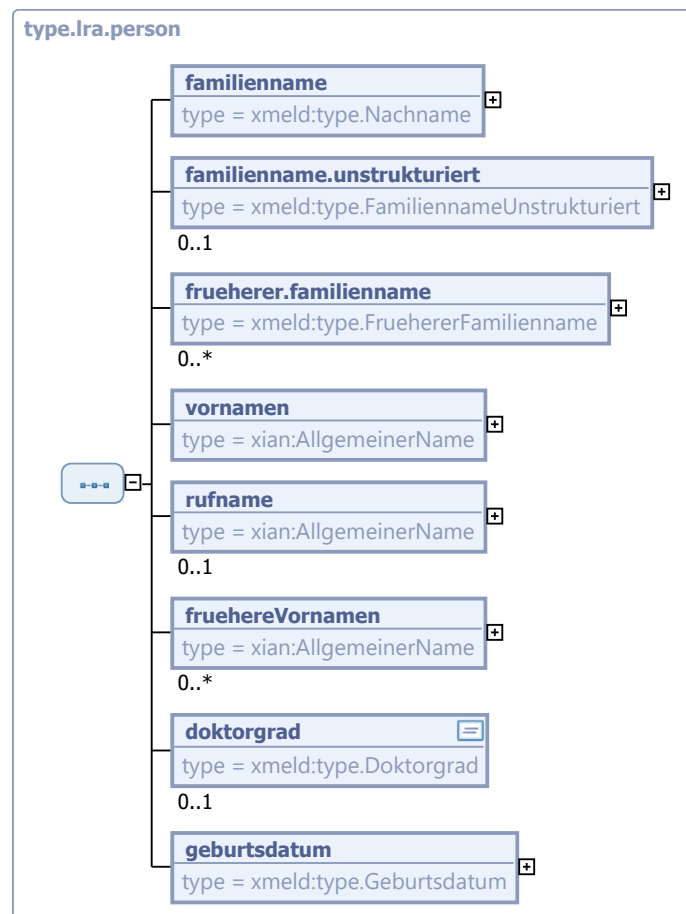 type.lra.person
familienname
type = xmeld:type.Nachname
familienname.unstrukturiert
type = xmeld:type.FamiliennameUnstrukturiert
0..1
frueherer.familienname
type = xmeld:type.FruehererFamilienname
0..*
vornamen
type = xian:AllgemeinerName
rufname
type = xian:AllgemeinerName
0..1
fruehereVornamen
type = xian:AllgemeinerName
0..*
doktorgrad
type = xmeld:type.Doktorgrad
0..1
geburtsdatum
type = xmeld:type.Geburtsdatum